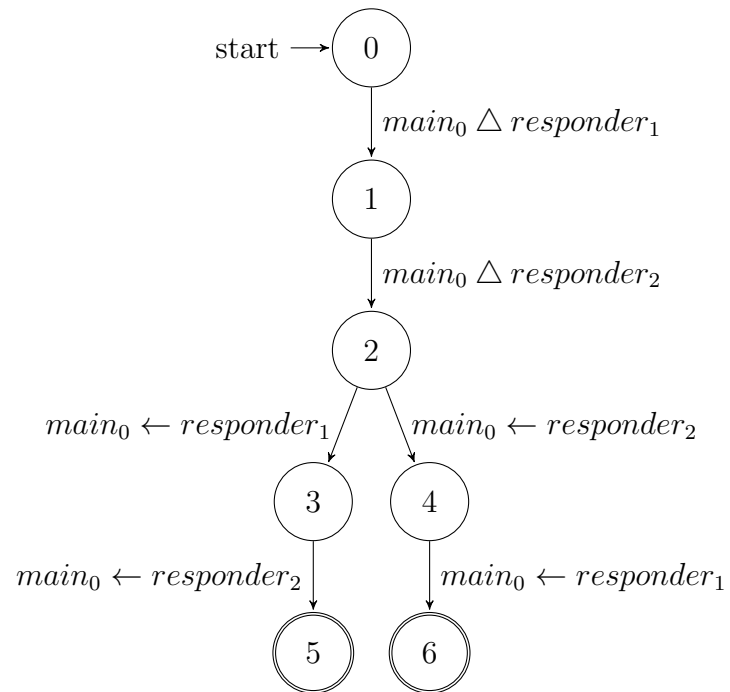 start 0
main₀ △ responder₁
1
main₀ △ responder₂
2
main₀ ← responder₁ main₀ ← responder₂
3 4
main₀ ← responder₂ main₀ ← responder₁
5 6